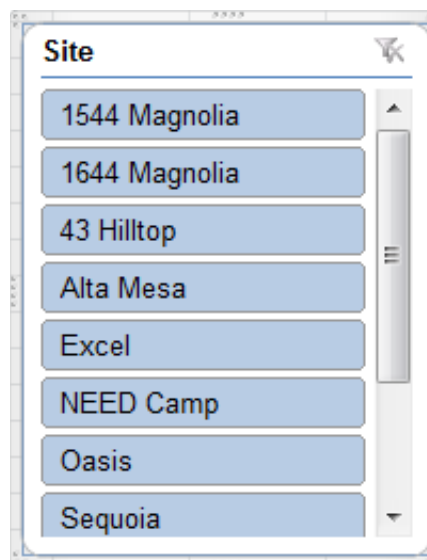 Site
1544 Magnolia
1644 Magnolia
43 Hilltop
Alta Mesa
Excel
NEED Camp
Oasis
Sequoia